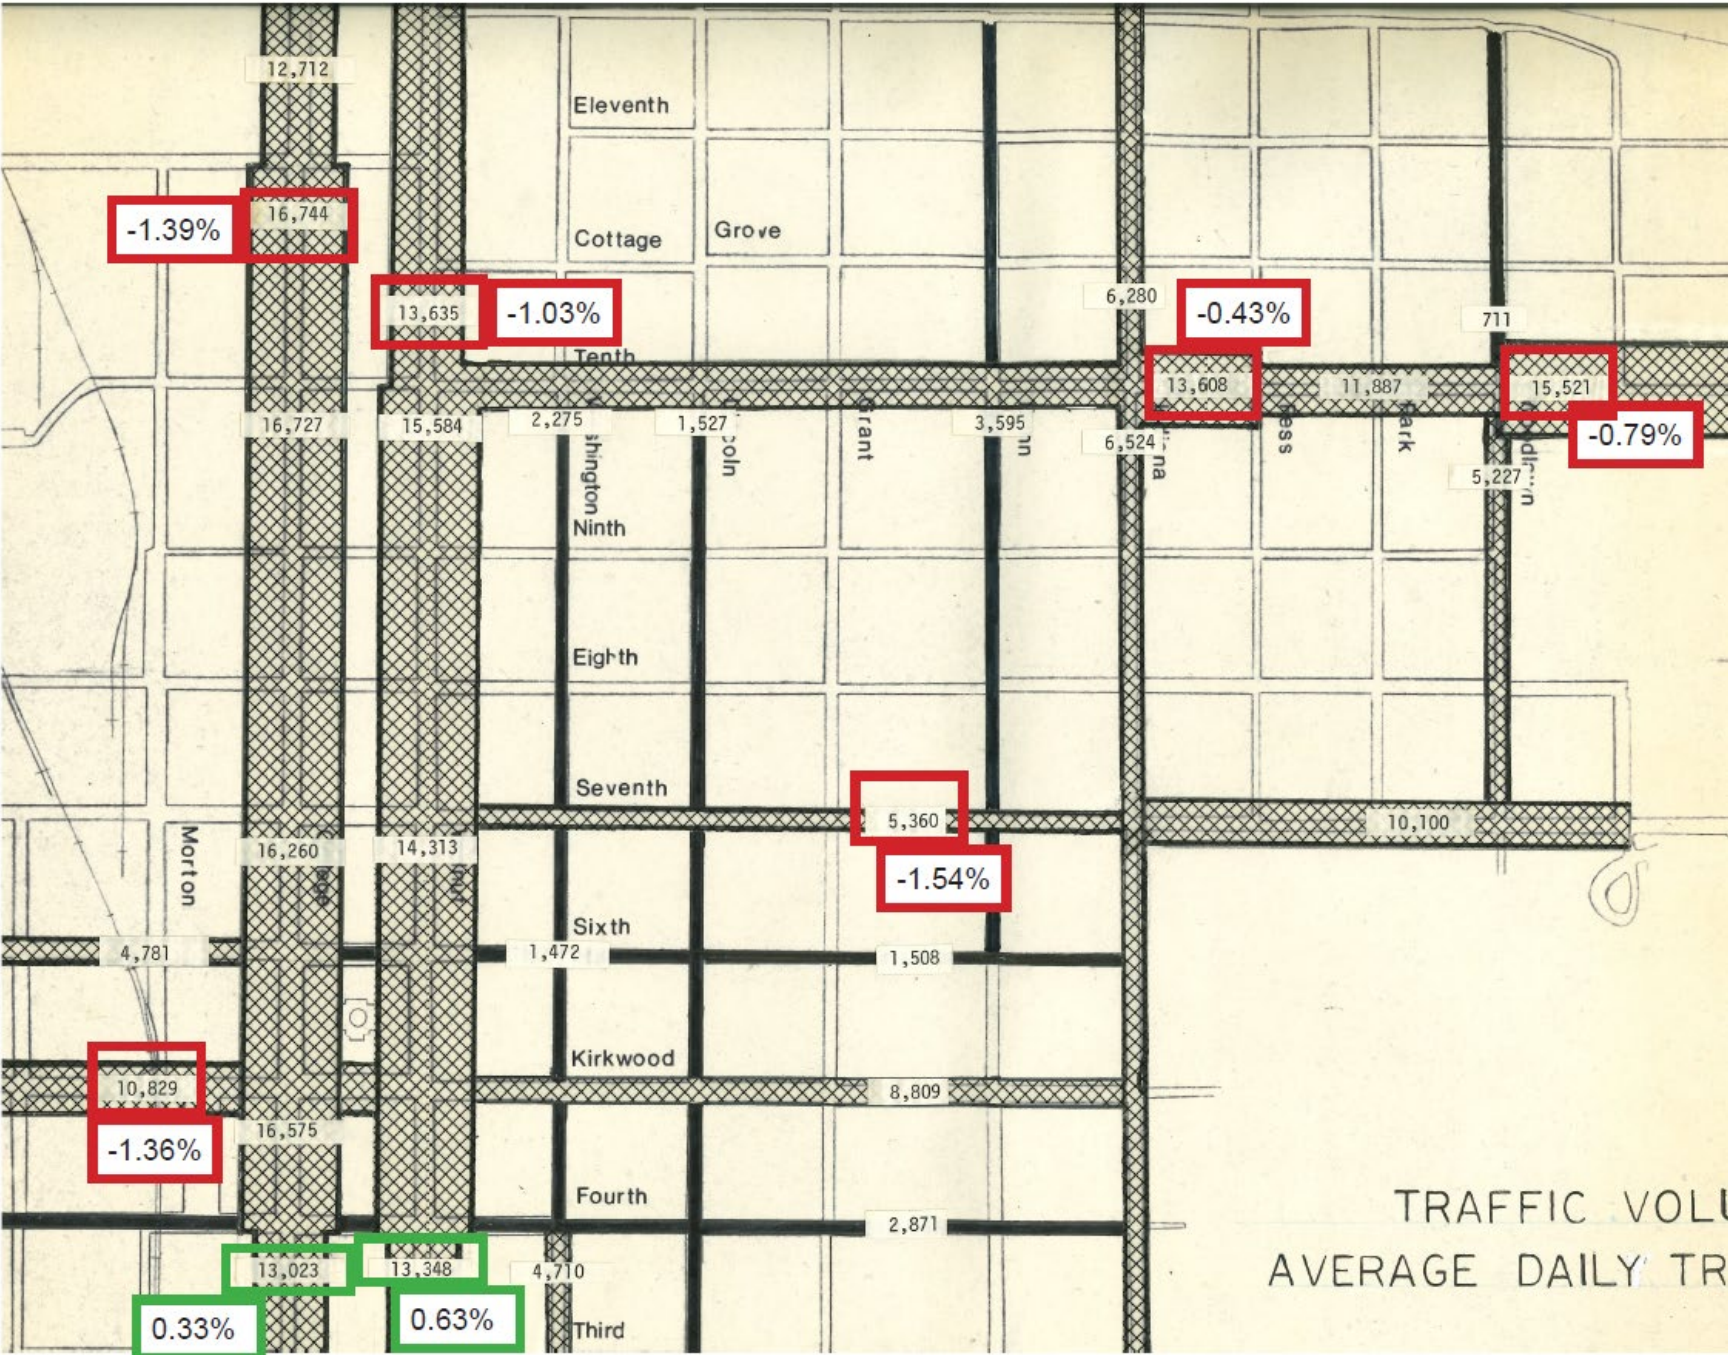 12,712
Eleventh
-1.39%
16,744
Cottage
Grove
13,635
-1.03%
6,280
-0.43%
711
Tenth
13,608
11,887
15,521
-0.79%
16,727
15,584
2,275
1,527
3,595
6,524
5,227
Grant
Ninth
Eighth
Seventh
5,360
10,100
-1.54%
Morton
16,260
14,313
Sixth
4,781
1,472
1,508
Kirkwood
10,829
8,809
-1.36%
16,575
Fourth
2,871
TRAFFIC VOLU
AVERAGE DAILY TR
13,023
13,348
4,710
0.33%
0.63%
Third